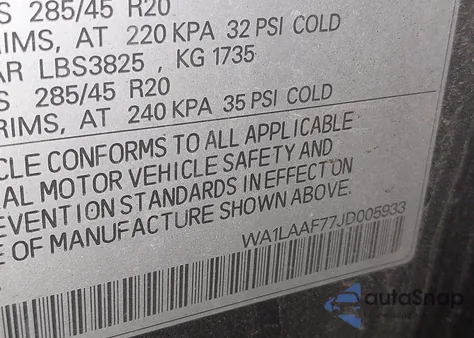 S 285/45 R20
RIMS, AT 220 KPA 32 PSI COLD
AR LBS3825 , KG 1735
S 285/45 R20
RIMS, AT 240 KPA 35 PSI COLD
CLE CONFORMS TO ALL APPLICABLE
AL MOTOR VEHICLE SAFETY AND
EVENTION STANDARDS IN EFFECT ON
E OF MANUFACTURE SHOWN ABOVE.
WA1LAAF77JD005933
autoSnap